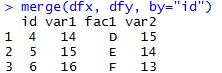 > merge(dfx, dfy, by="id")
  id var1 fac1 var2
1  4   14    D   15
2  5   15    E   14
3  6   16    F   13